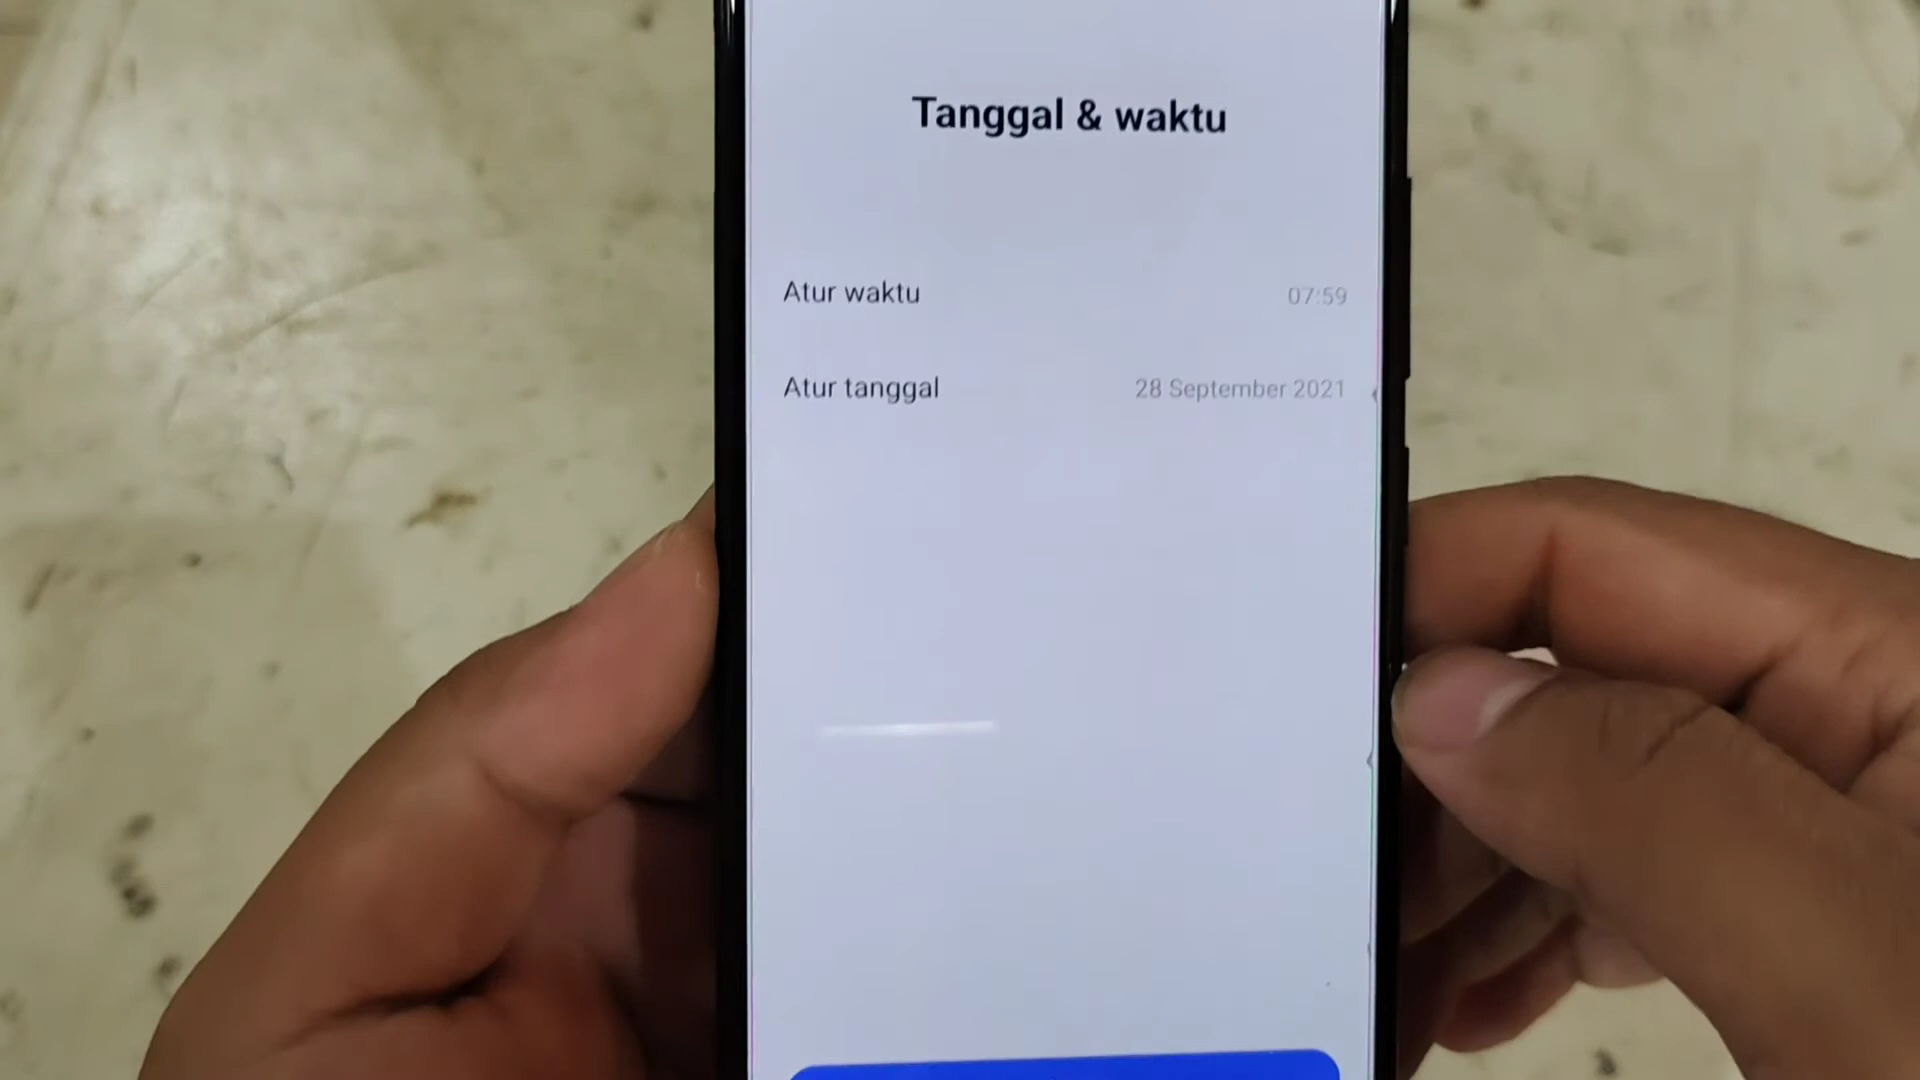 Tanggal & waktu
Atur waktu 07:59
Atur tanggal 28 September 2021